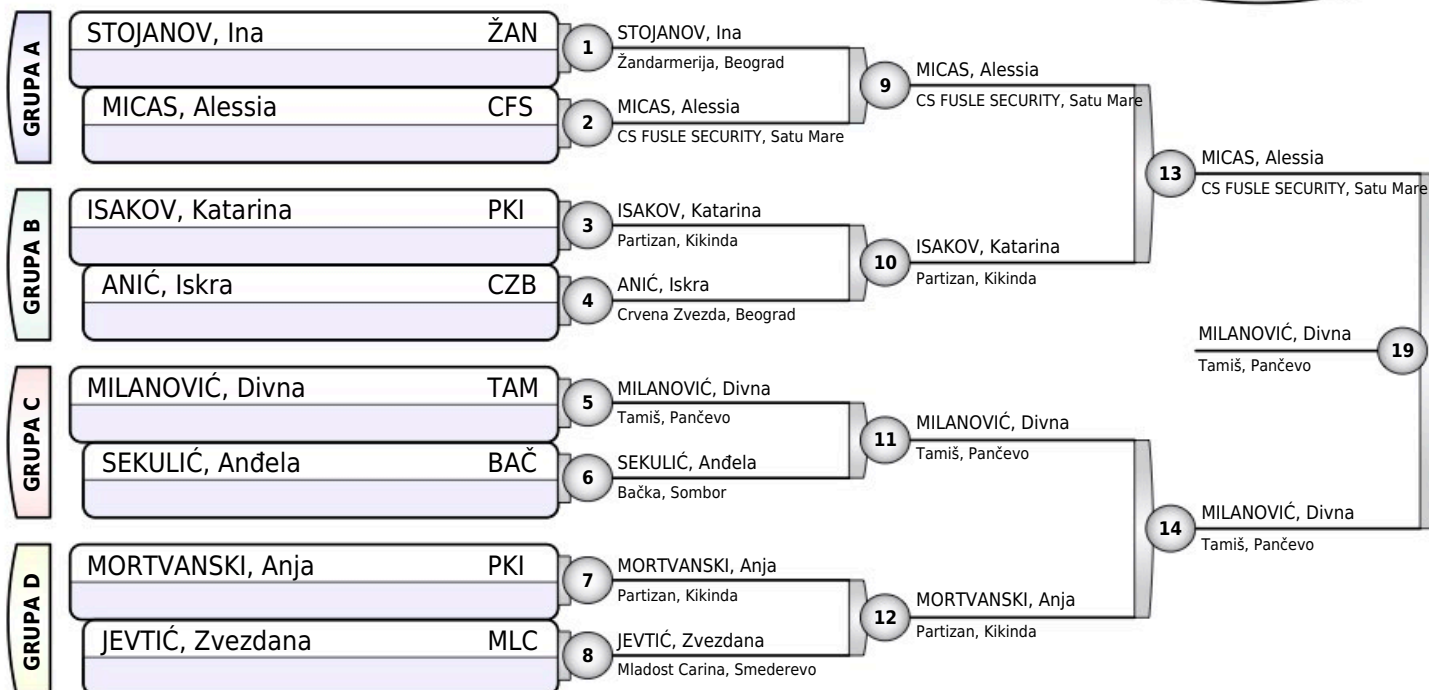 GRUPA A
STOJANOV, Ina ŽAN
MICAS, Alessia CFS
1
STOJANOV, Ina
Žandarmerija, Beograd
2
MICAS, Alessia
CS FUSLE SECURITY, Satu Mare
9
MICAS, Alessia
CS FUSLE SECURITY, Satu Mare
GRUPA B
ISAKOV, Katarina PKI
ANIĆ, Iskra CZB
3
ISAKOV, Katarina
Partizan, Kikinda
4
ANIĆ, Iskra
Crvena Zvezda, Beograd
10
ISAKOV, Katarina
Partizan, Kikinda
13
MICAS, Alessia
CS FUSLE SECURITY, Satu Mare
GRUPA C
MILANOVIĆ, Divna TAM
SEKULIĆ, Anđela BAČ
5
MILANOVIĆ, Divna
Tamiš, Pančevo
6
SEKULIĆ, Anđela
Bačka, Sombor
11
MILANOVIĆ, Divna
Tamiš, Pančevo
GRUPA D
MORTVANSKI, Anja PKI
JEVTIĆ, Zvezdana MLC
7
MORTVANSKI, Anja
Partizan, Kikinda
8
JEVTIĆ, Zvezdana
Mladost Carina, Smederevo
12
MORTVANSKI, Anja
Partizan, Kikinda
14
MILANOVIĆ, Divna
Tamiš, Pančevo
MILANOVIĆ, Divna
Tamiš, Pančevo
19